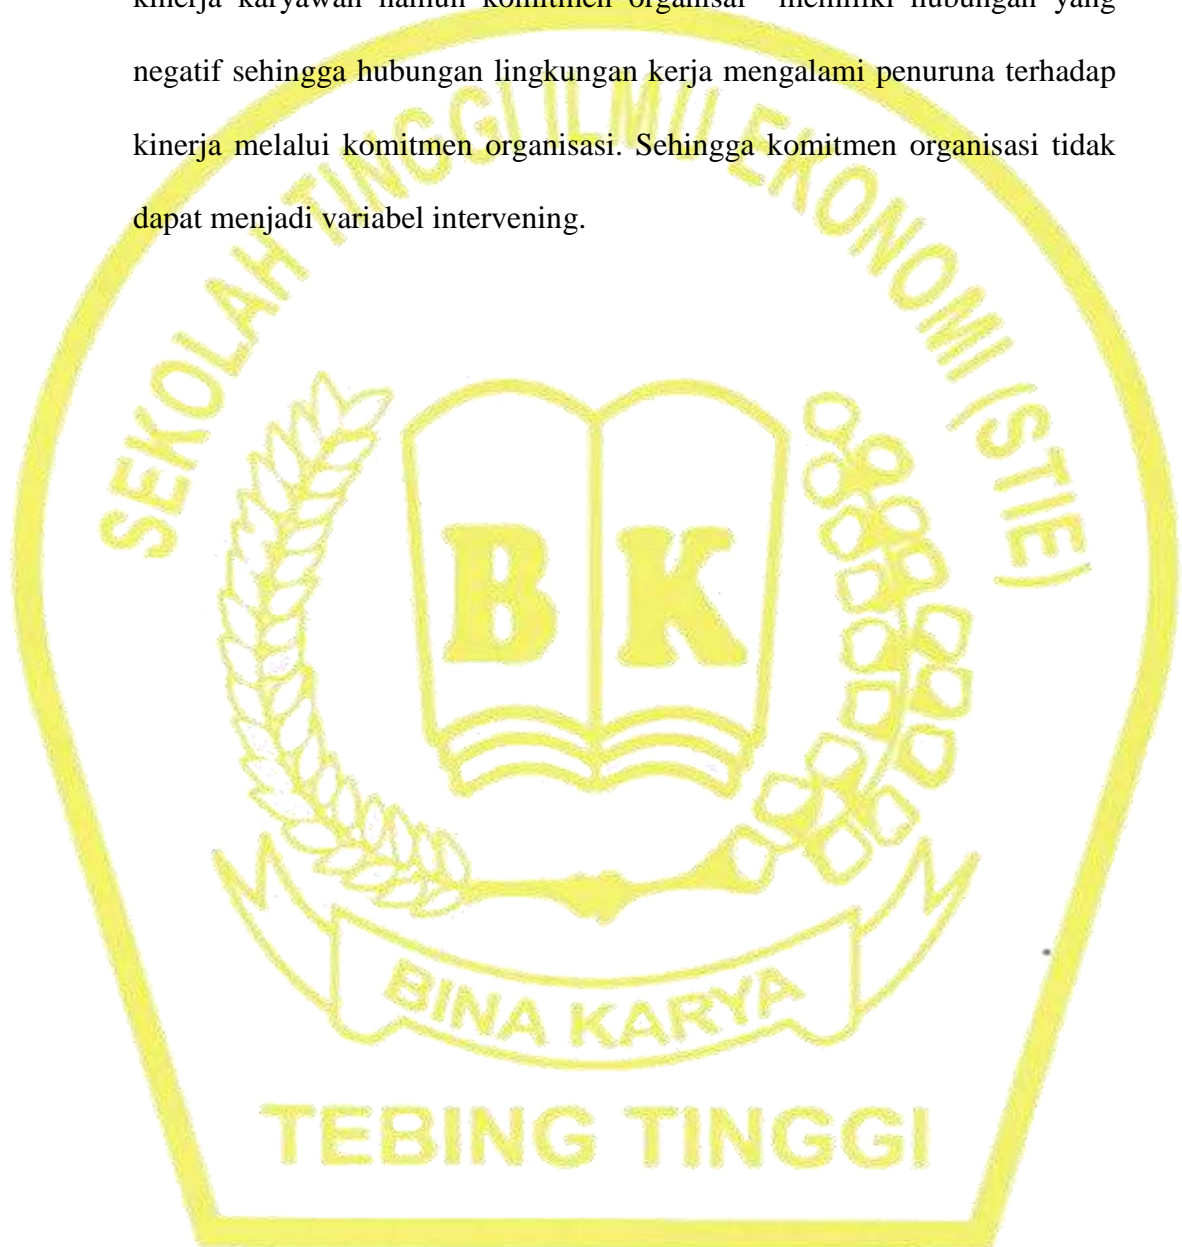 kinerja karyawan namun komitmen organisai memiliki hubungan yang
negatif sehingga hubungan lingkungan kerja mengalami penuruna terhadap
kinerja melalui komitmen organisasi. Sehingga komitmen organisasi tidak
dapat menjadi variabel intervening.
SEKOLAH TINGGI ILMU EKONOMI (STIE)
B K
BINA KARYA
TEBING TINGGI